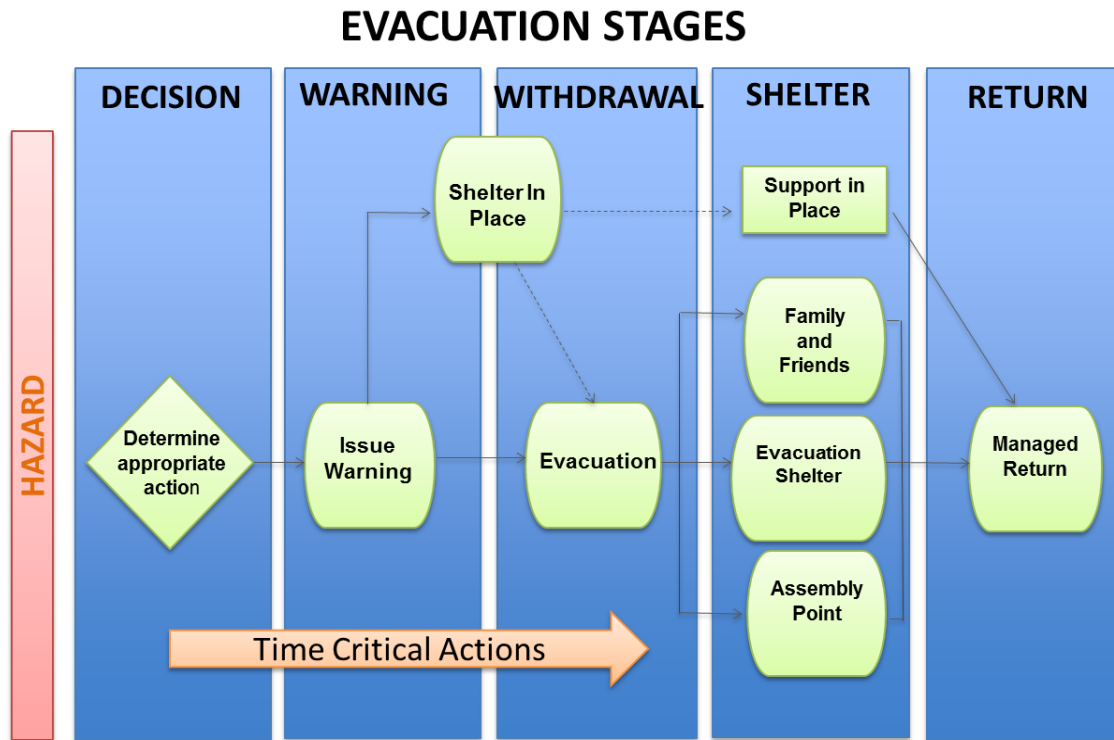 EVACUATION STAGES
DECISION
WARNING
WITHDRAWAL
SHELTER
RETURN
HAZARD
Shelter In
Place
Support in
Place
Family
and
Friends
Determine
appropriate
action
Issue
Warning
Evacuation
Evacuation
Shelter
Managed
Return
Assembly
Point
Time Critical Actions